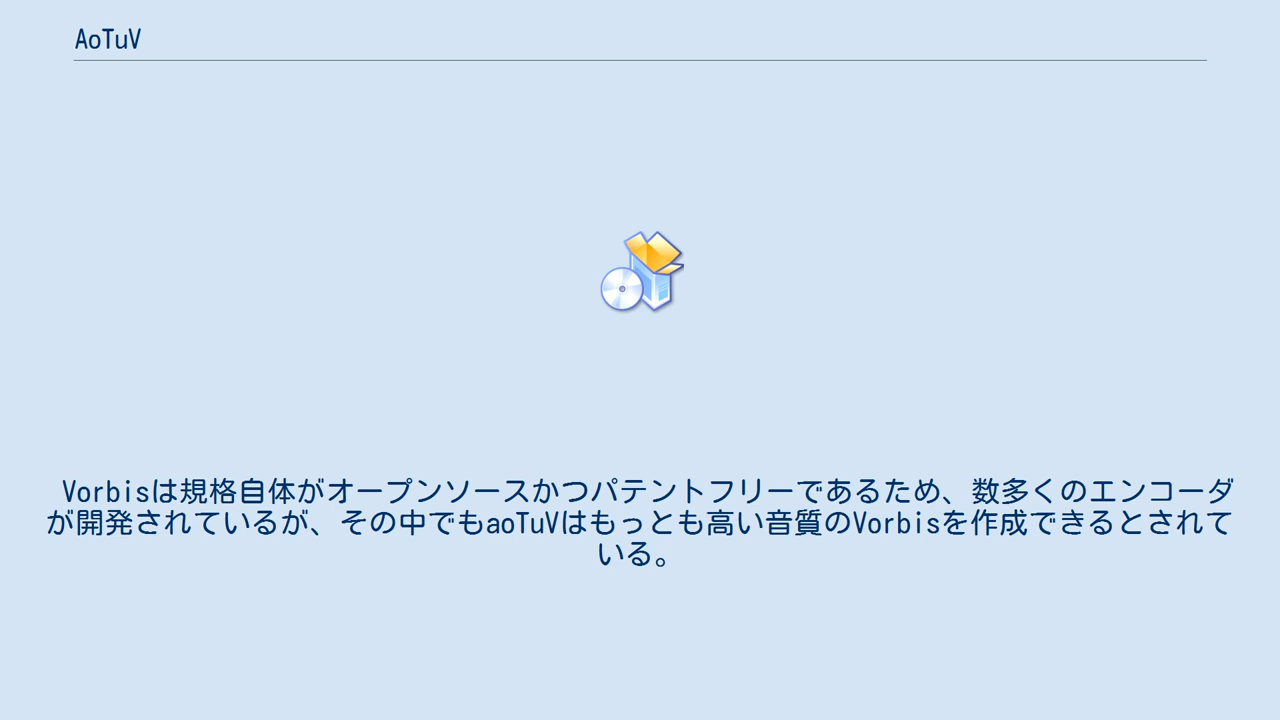 AoTuV
Vorbisは規格自体がオープンソースかつパテントフリーであるため、数多くのエンコーダ
が開発されているが、その中でもaoTuVはもっとも高い音質のVorbisを作成できるとされて
いる。